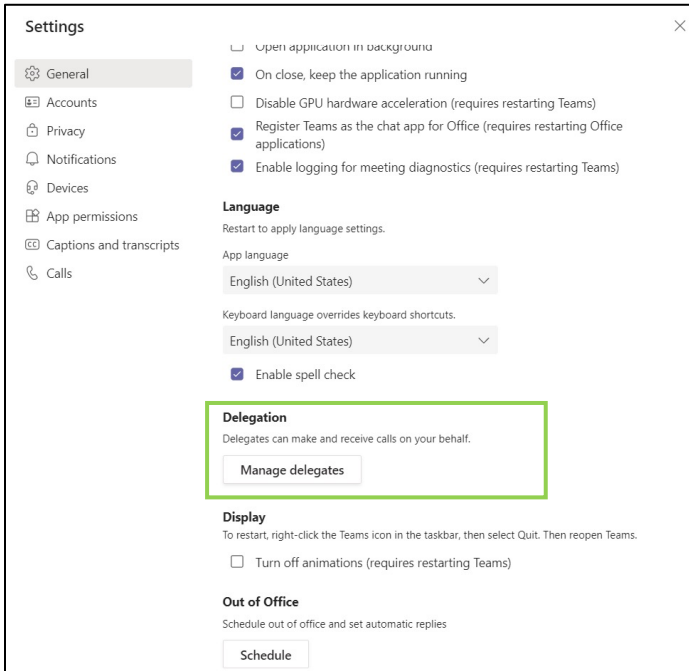 Settings
General
Accounts
Privacy
Notifications
Devices
App permissions
CC Captions and transcripts
Calls
Open application in background
On close, keep the application running
Disable GPU hardware acceleration (requires restarting Teams)
Register Teams as the chat app for Office (requires restarting Office
applications)
Enable logging for meeting diagnostics (requires restarting Teams)
Language
Restart to apply language settings.
App language
English (United States)
Keyboard language overrides keyboard shortcuts.
English (United States)
Enable spell check
Delegation
Delegates can make and receive calls on your behalf.
Manage delegates
Display
To restart, right-click the Teams icon in the taskbar, then select Quit. Then reopen Teams.
Turn off animations (requires restarting Teams)
Out of Office
Schedule out of office and set automatic replies
Schedule